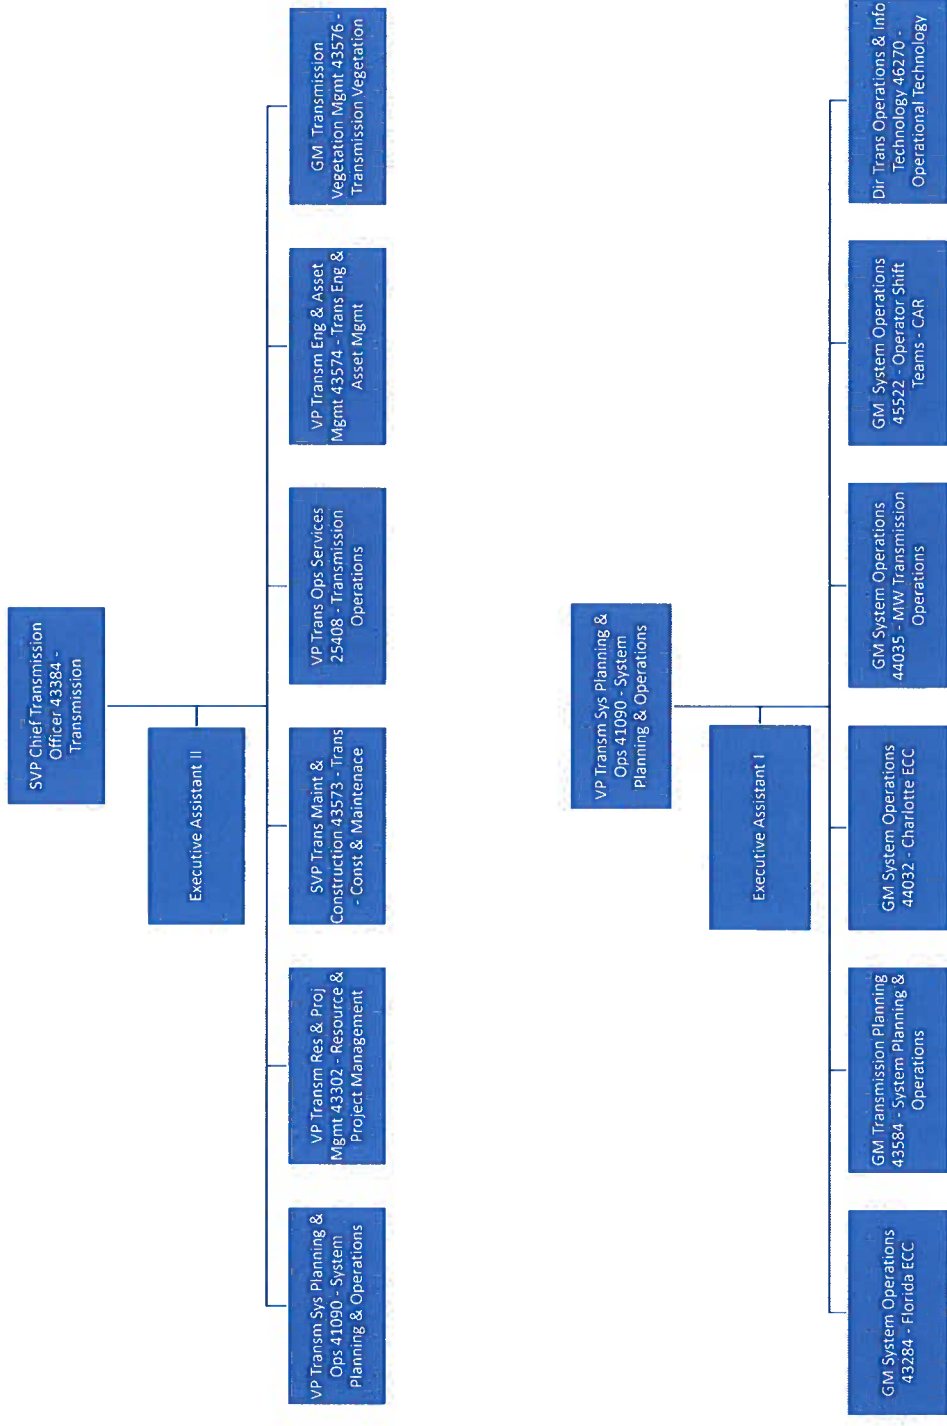 SVP Chief Transmission
Officer 43384 -
Transmission
Executive Assistant II
VP Transm Sys Planning &
Ops 41090 - System
Planning & Operations
VP Transm Res & Proj
Mgmt 43302 - Resource &
Project Management
SVP Trans Maint &
Construction 43573 - Trans
- Const & Maintenace
VP Trans Ops Services
25408 - Transmission
Operations
VP Transm Eng & Asset
Mgmt 43574 - Trans Eng &
Asset Mgmt
GM Transmission
Vegetation Mgmt 43576 -
Transmission Vegetation
VP Transm Sys Planning &
Ops 41090 - System
Planning & Operations
Executive Assistant I
GM System Operations
43284 - Florida ECC
GM Transmission Planning
43584 - System Planning &
Operations
GM System Operations
44032 - Charlotte ECC
GM System Operations
44035 - MW Transmission
Operations
GM System Operations
45522 - Operator Shift
Teams - CAR
Dir Trans Operations & Info
Technology 46270 -
Operational Technology